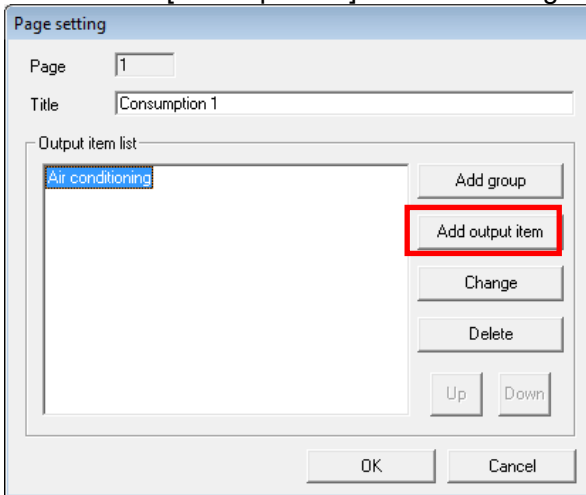 Page setting
Page 1
Title Consumption 1
Output item list
Air conditioning
Add group
Add output item
Change
Delete
Up Down
OK Cancel